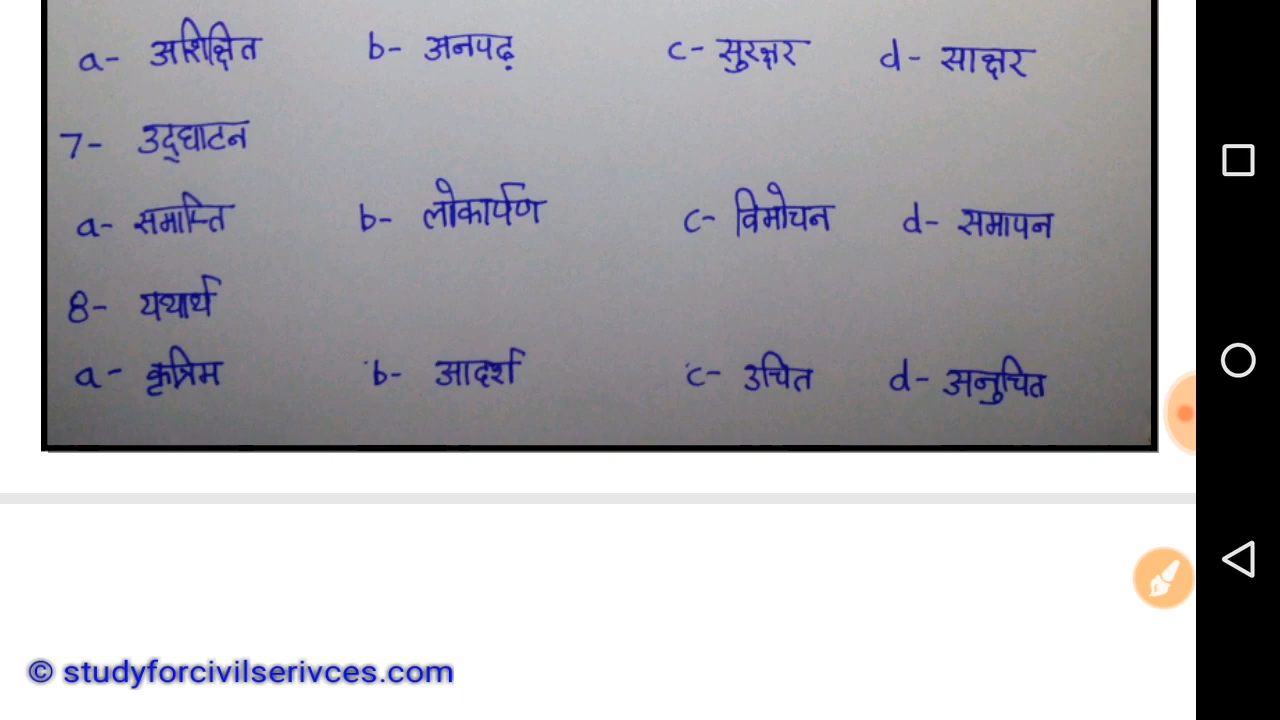 a- अशिक्षित b- अनपढ़ c- सुरक्षर d- साक्षर
7- उद्घाटन
a- समाप्ति b- लोकार्पण c- विमोचन d- समापन
8- यथार्थ
a- कृत्रिम b- आदर्श c- उचित d- अनुचित
© studyforcivilserivces.com